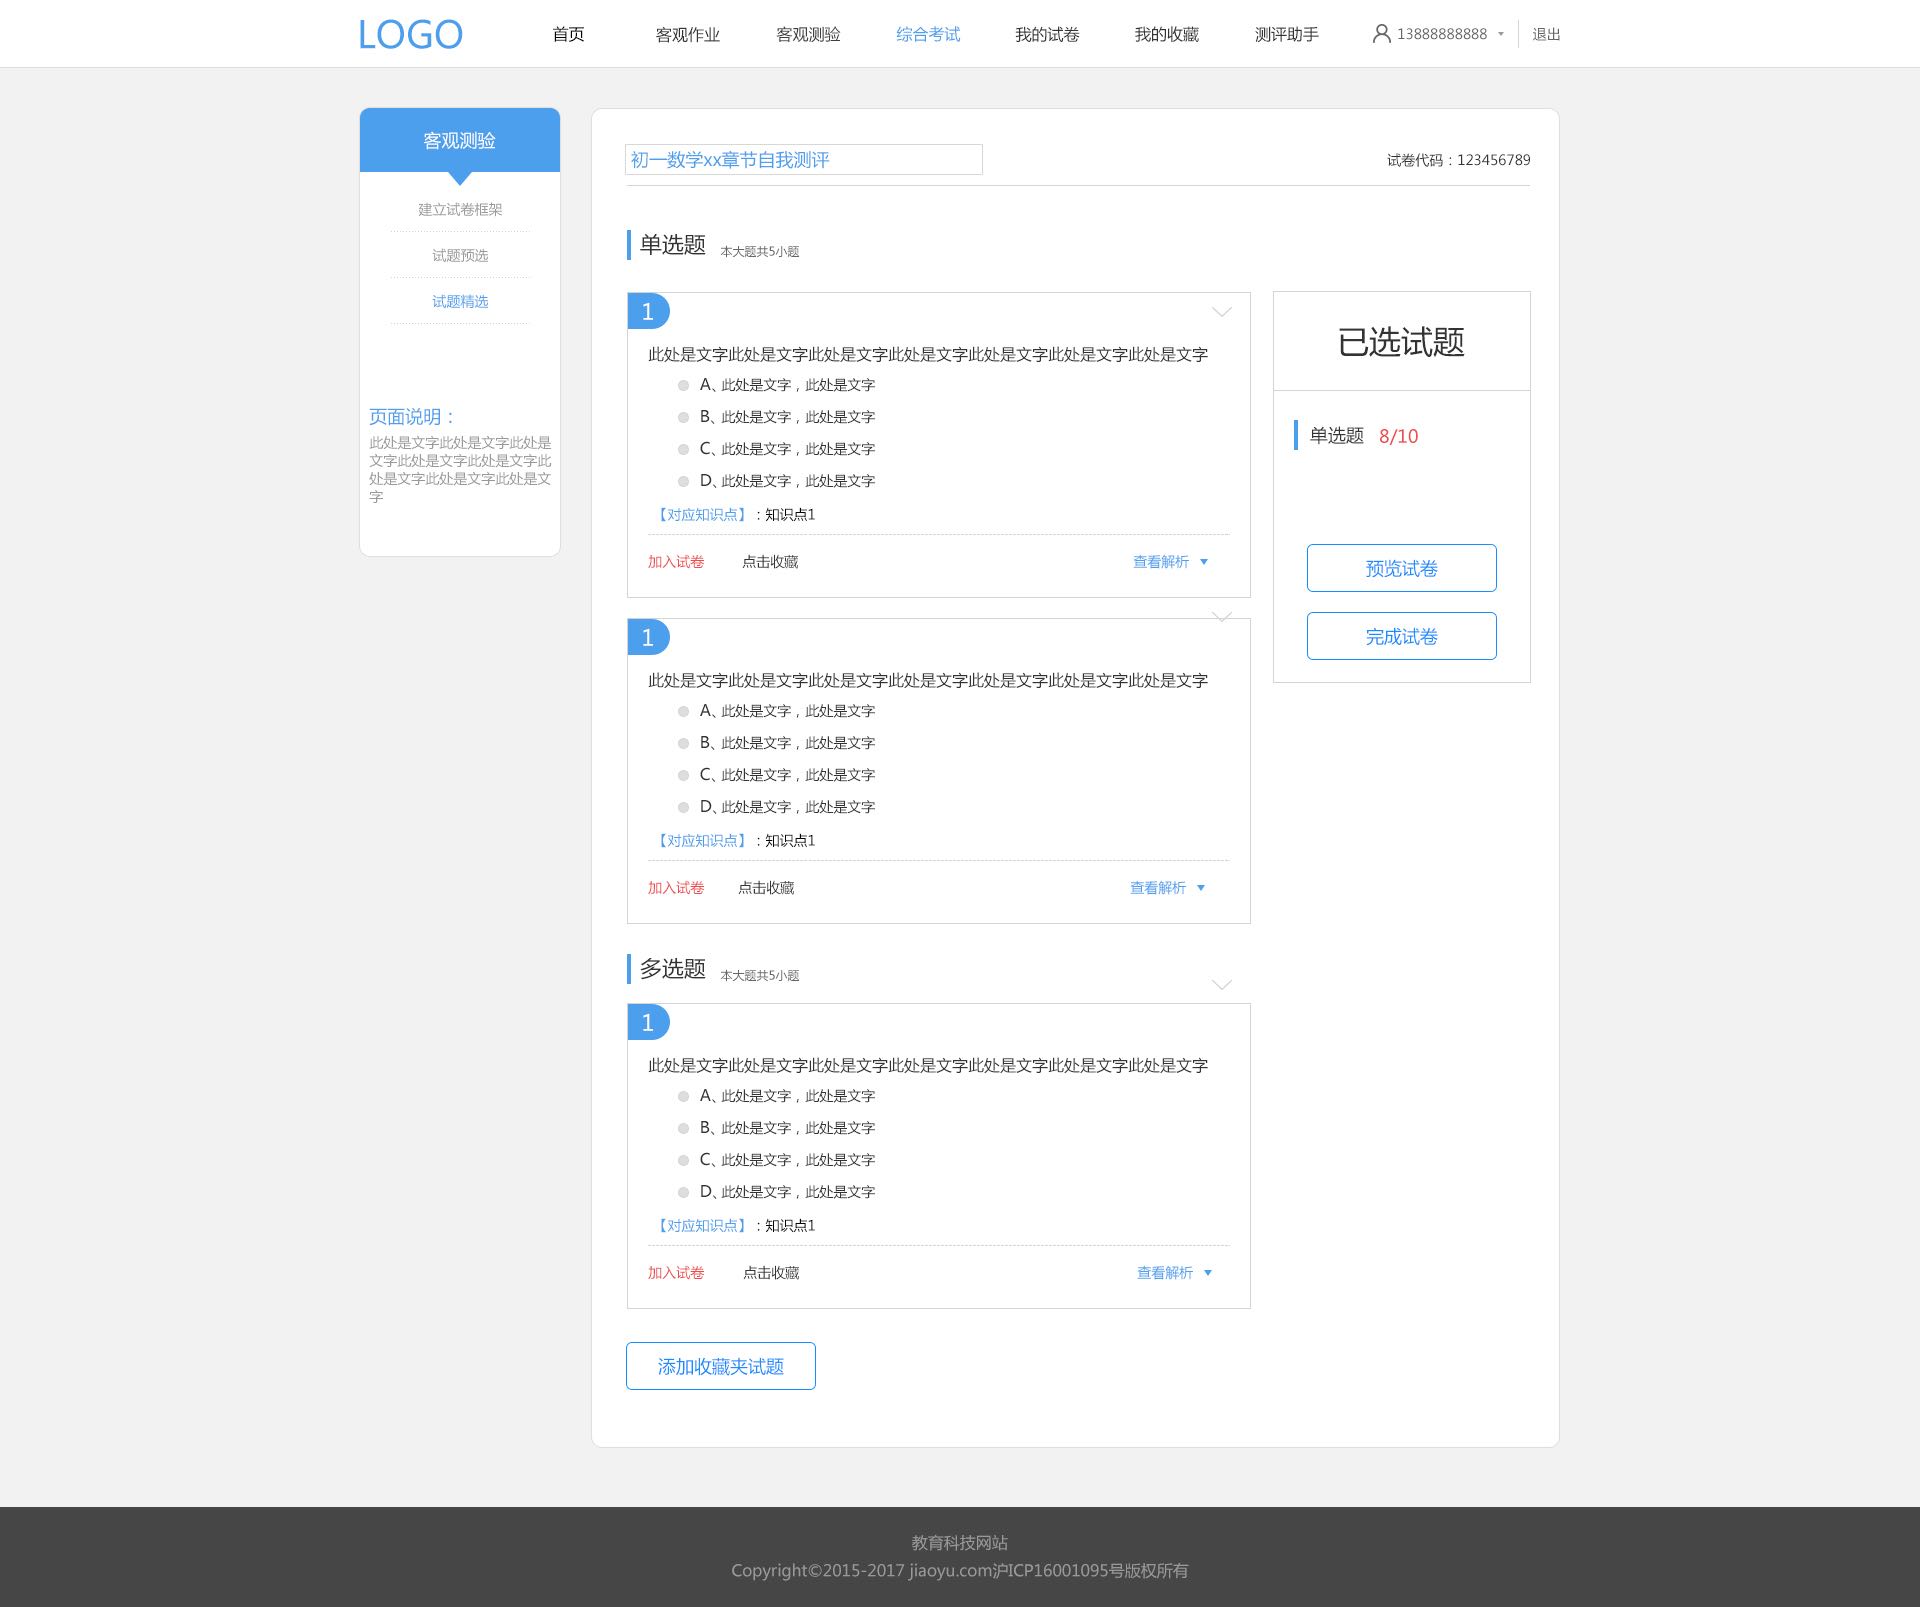 LOGO 首页 客观作业 客观测验 综合考试 我的试卷 我的收藏 测评助手 13888888888 退出
客观测验
建立试卷框架
试题预选
试题精选
页面说明：
此处是文字此处是文字此处是
文字此处是文字此处是文字此
处是文字此处是文字此处是文
字
初一数学xx章节自我测评 试卷代码：123456789
单选题 本大题共5小题
1
此处是文字此处是文字此处是文字此处是文字此处是文字此处是文字此处是文字
A、此处是文字，此处是文字
B、此处是文字，此处是文字
C、此处是文字，此处是文字
D、此处是文字，此处是文字
【对应知识点】：知识点1
加入试卷 点击收藏 查看解析
1
此处是文字此处是文字此处是文字此处是文字此处是文字此处是文字此处是文字
A、此处是文字，此处是文字
B、此处是文字，此处是文字
C、此处是文字，此处是文字
D、此处是文字，此处是文字
【对应知识点】：知识点1
加入试卷 点击收藏 查看解析
多选题 本大题共5小题
1
此处是文字此处是文字此处是文字此处是文字此处是文字此处是文字此处是文字
A、此处是文字，此处是文字
B、此处是文字，此处是文字
C、此处是文字，此处是文字
D、此处是文字，此处是文字
【对应知识点】：知识点1
加入试卷 点击收藏 查看解析
添加收藏夹试题
已选试题
单选题 8/10
预览试卷
完成试卷
教育科技网站
Copyright©2015-2017 jiaoyu.com沪ICP16001095号版权所有